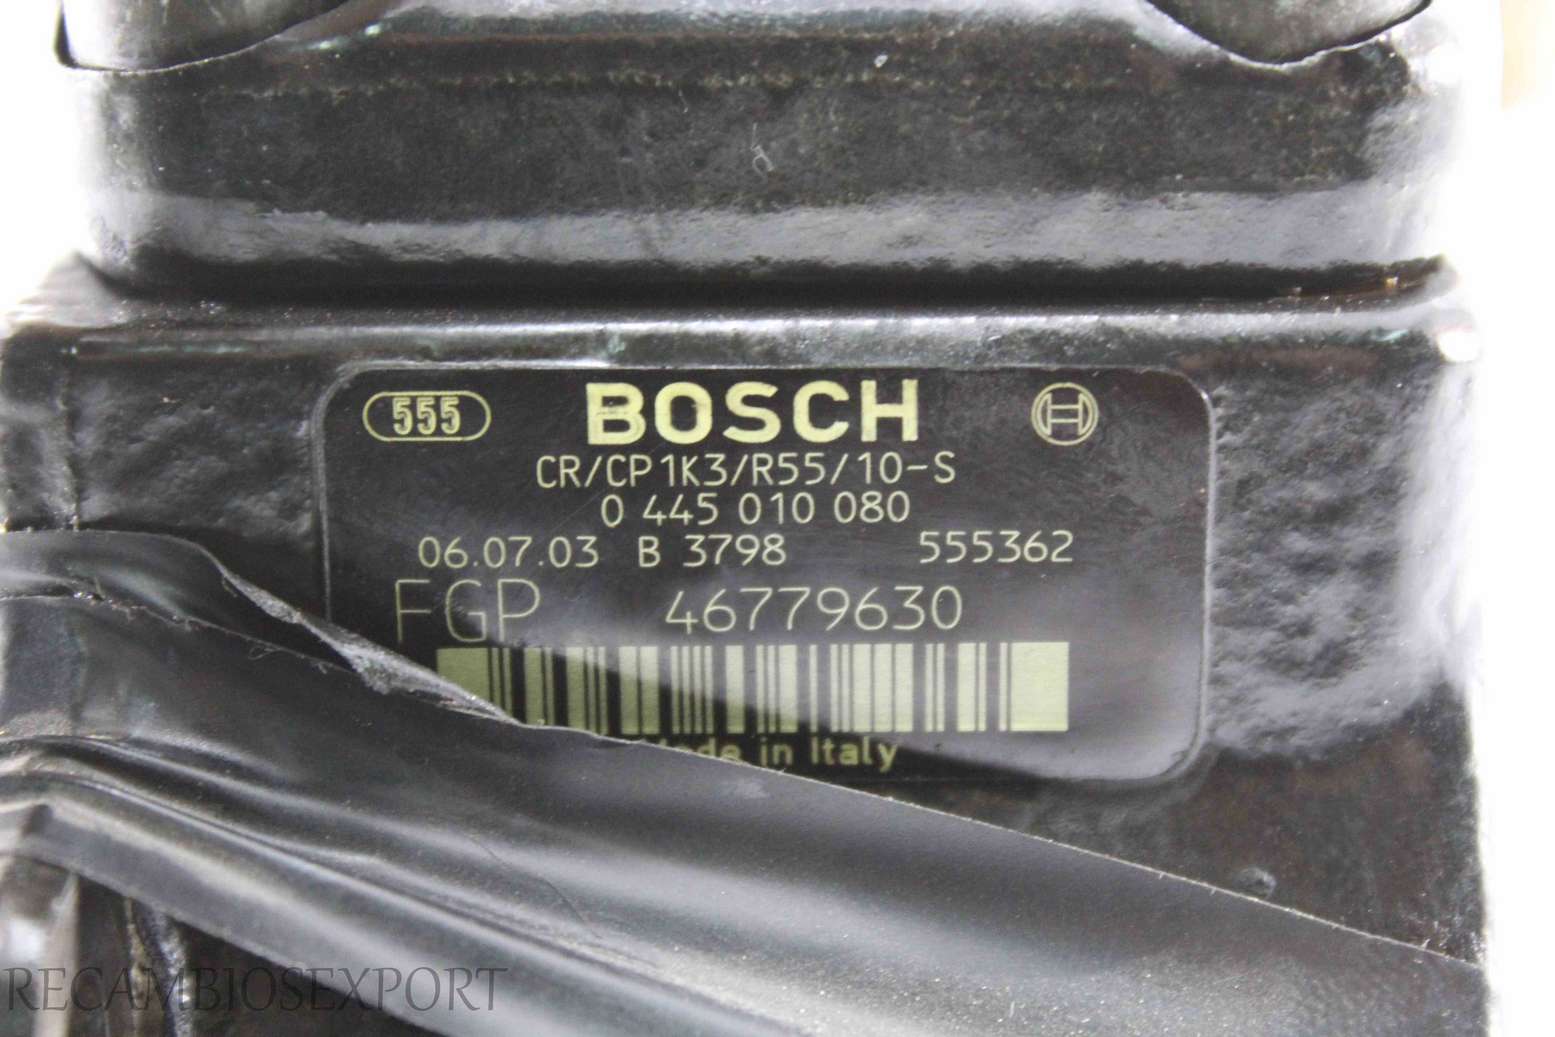 555 BOSCH
CR/CP1K3/R55/10-S
0 445 010 080
06.07.03 B 3798 555362
FGP 46779630
Made in Italy
RECAMBIOSEXPORT